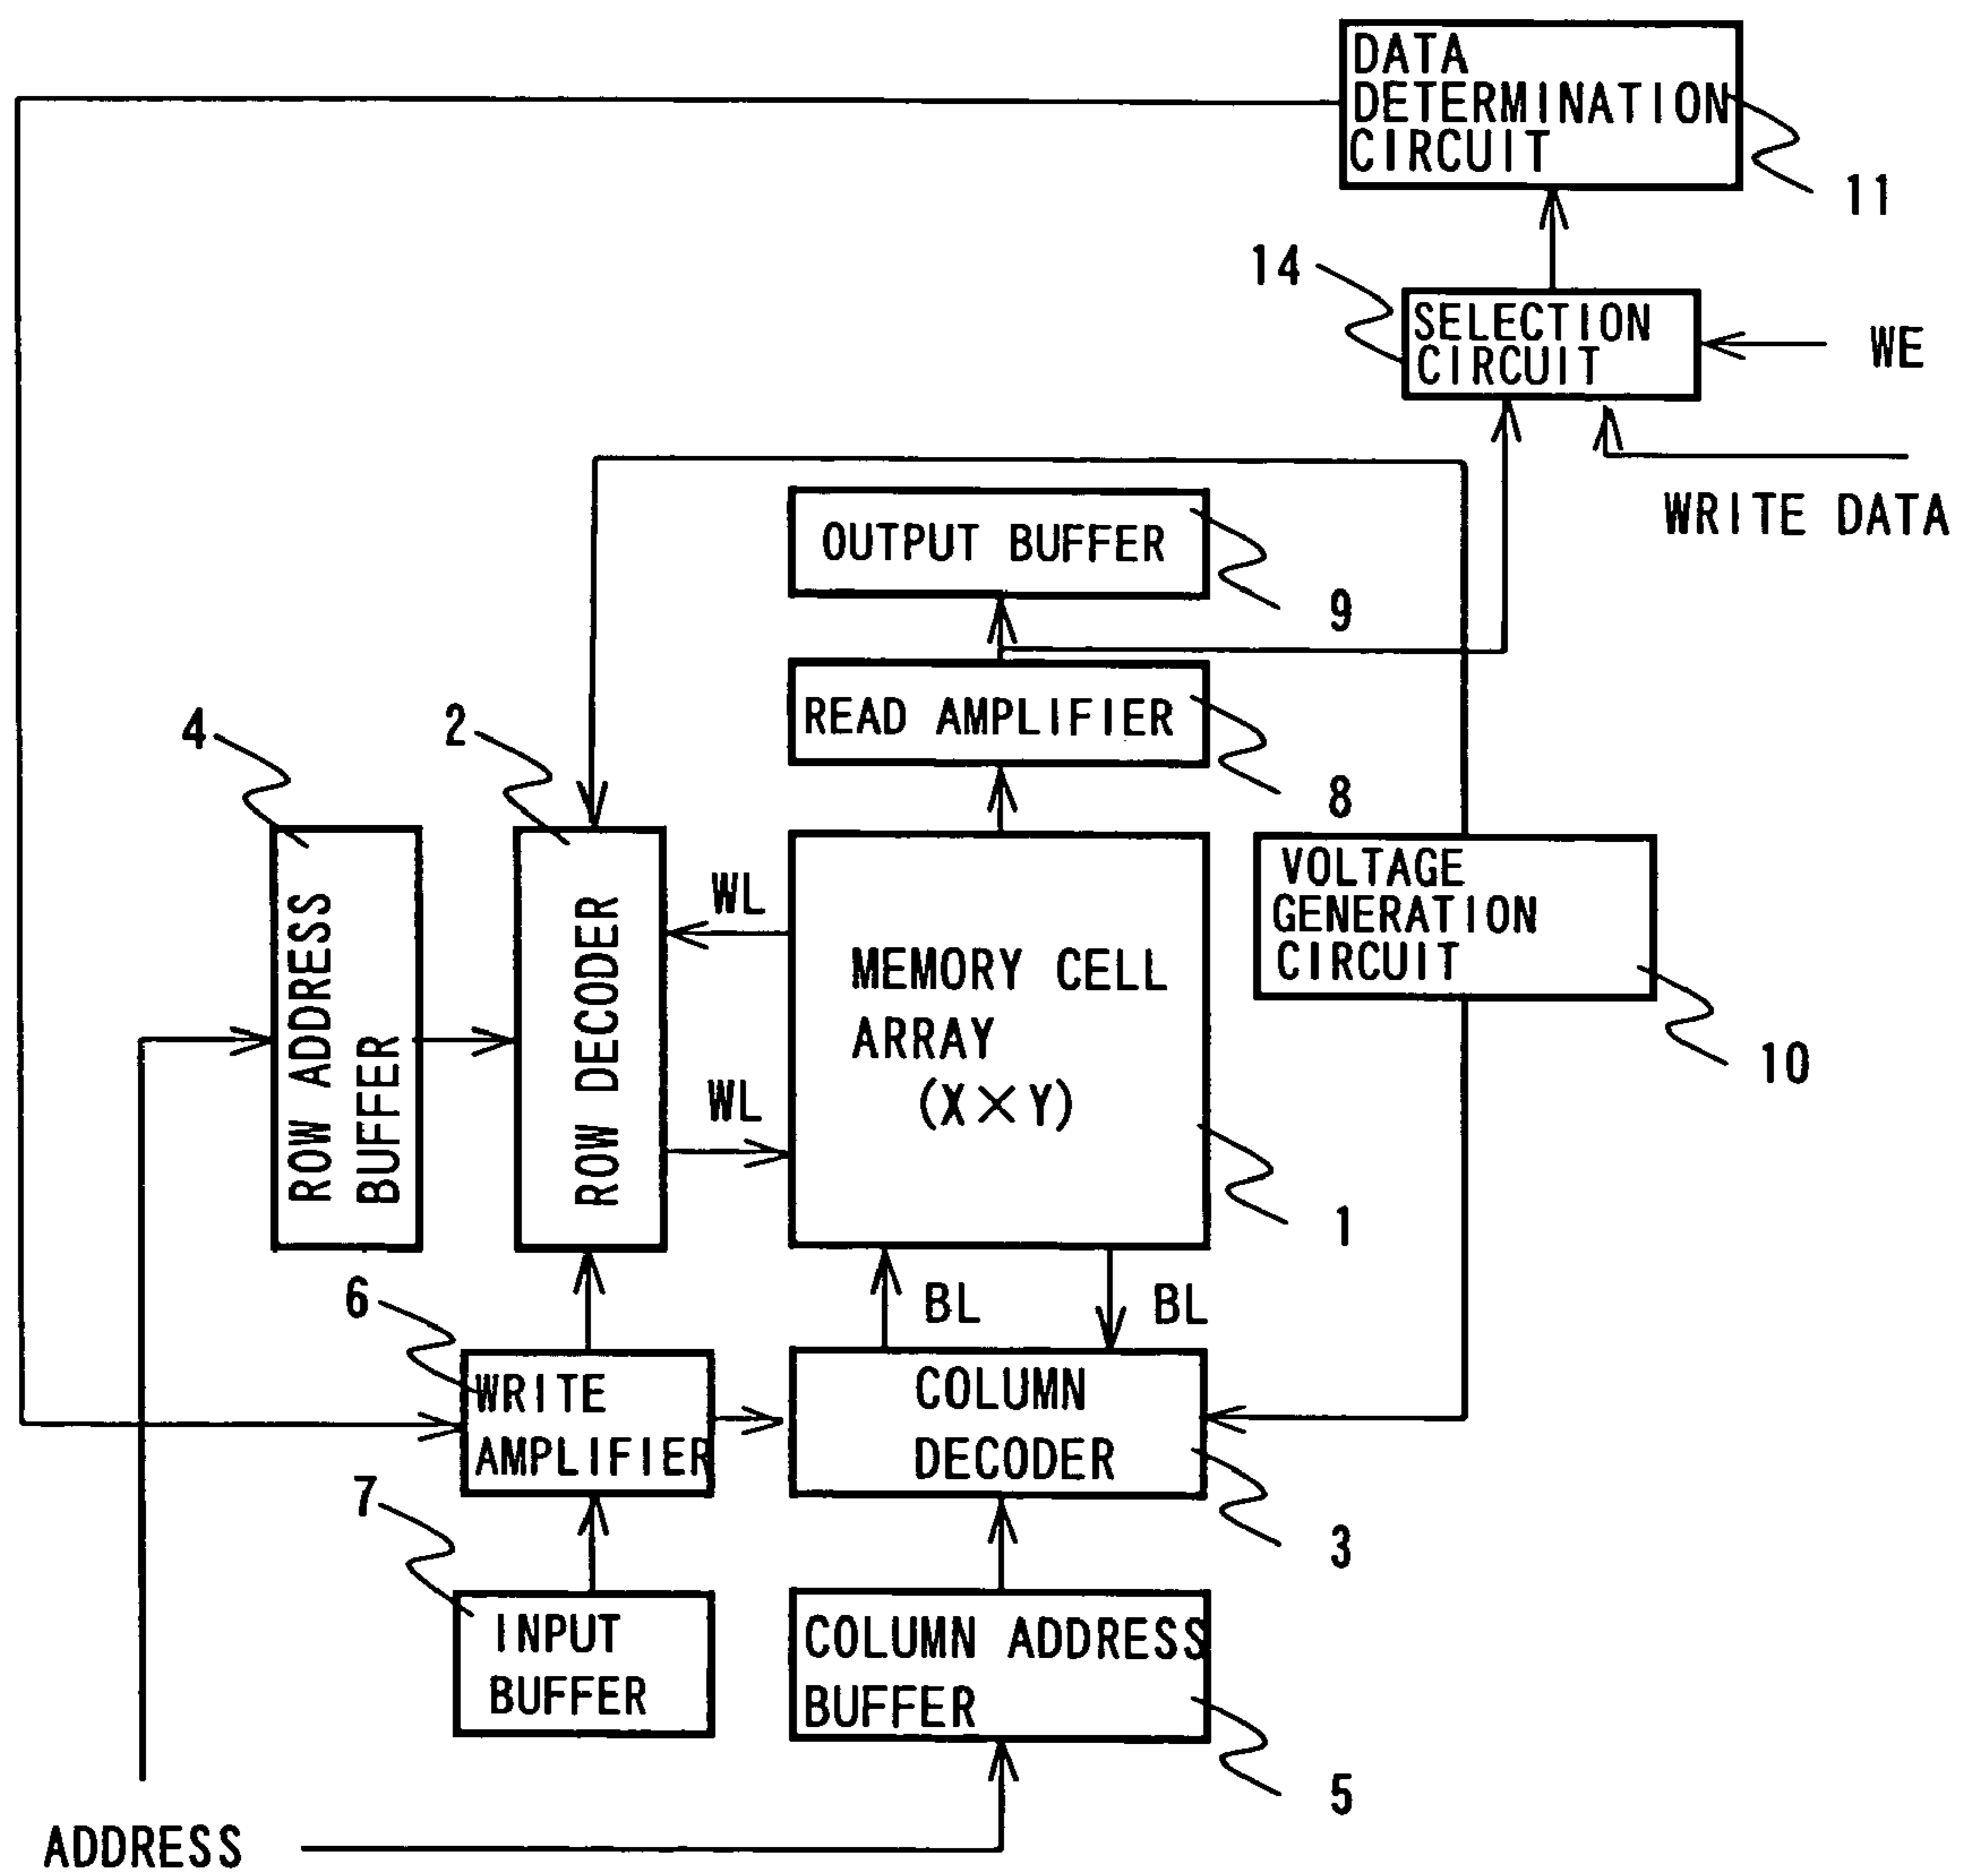 DATA
DETERMINATION
CIRCUIT
11
14
SELECTION
CIRCUIT
WE
WRITE DATA
OUTPUT BUFFER
9
READ AMPLIFIER
8
4
2
ROW ADDRESS
BUFFER
ROW DECODER
WL
WL
MEMORY CELL
ARRAY
(X×Y)
1
VOLTAGE
GENERATION
CIRCUIT
10
6
BL
BL
WRITE
AMPLIFIER
COLUMN
DECODER
3
7
INPUT
BUFFER
COLUMN ADDRESS
BUFFER
5
ADDRESS